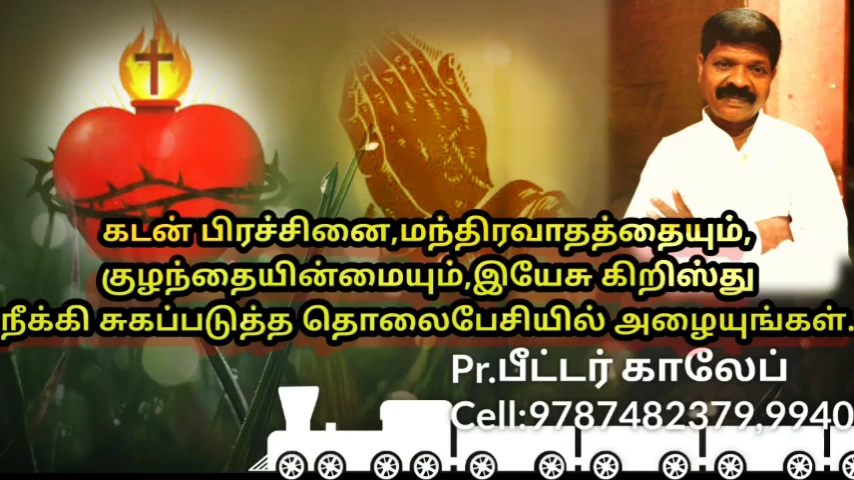 கடன் பிரச்சினை,மந்திரவாதத்தையும்,
குழந்தையின்மையும்,இயேசு கிறிஸ்து
நீக்கி சுகப்படுத்த தொலைபேசியில் அழையுங்கள்.
Pr.பீட்டர் காலேப்
Cell:9787482379,9940